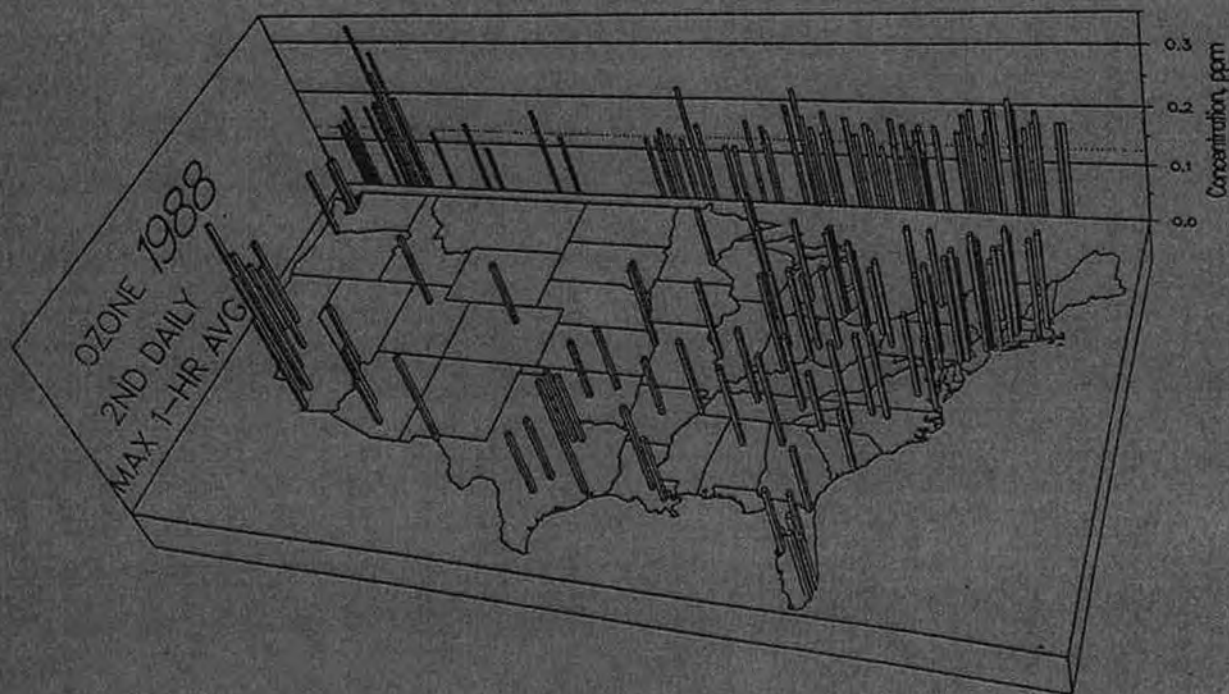 OZONE 1988
2ND DAILY
MAX 1-HR AVG
0.3
0.2
0.1
0.0
Concentration, ppm